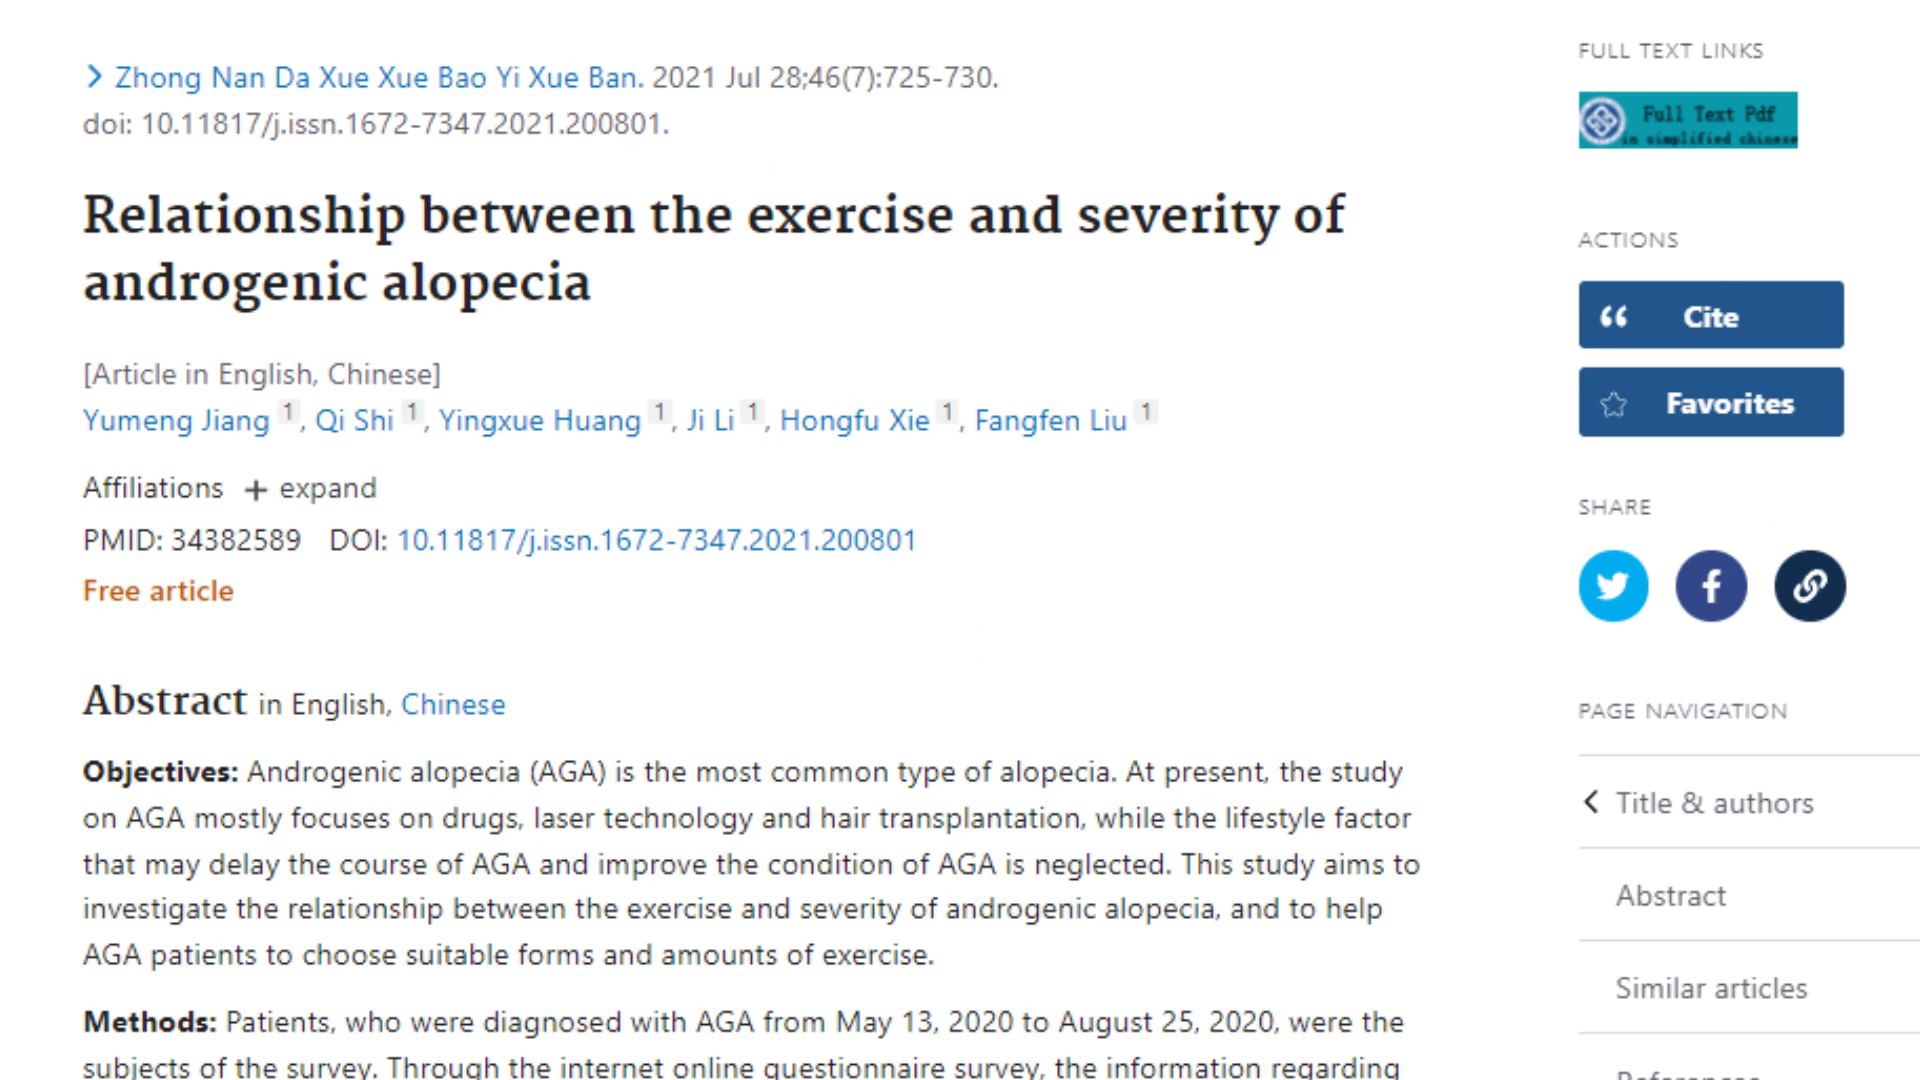 Zhong Nan Da Xue Xue Bao Yi Xue Ban. 2021 Jul 28;46(7):725-730.
doi: 10.11817/j.issn.1672-7347.2021.200801.
Relationship between the exercise and severity of
androgenic alopecia
[Article in English, Chinese]
Yumeng Jiang 1, Qi Shi 1, Yingxue Huang 1, Ji Li 1, Hongfu Xie 1, Fangfen Liu 1
Affiliations + expand
PMID: 34382589 DOI: 10.11817/j.issn.1672-7347.2021.200801
Free article
Abstract in English, Chinese
Objectives: Androgenic alopecia (AGA) is the most common type of alopecia. At present, the study
on AGA mostly focuses on drugs, laser technology and hair transplantation, while the lifestyle factor
that may delay the course of AGA and improve the condition of AGA is neglected. This study aims to
investigate the relationship between the exercise and severity of androgenic alopecia, and to help
AGA patients to choose suitable forms and amounts of exercise.
Methods: Patients, who were diagnosed with AGA from May 13, 2020 to August 25, 2020, were the
subjects of the survey. Through the internet online questionnaire survey, the information regarding
FULL TEXT LINKS
Full Text Pdf
in simplified chinese
ACTIONS
Cite
Favorites
SHARE
PAGE NAVIGATION
Title & authors
Abstract
Similar articles
References